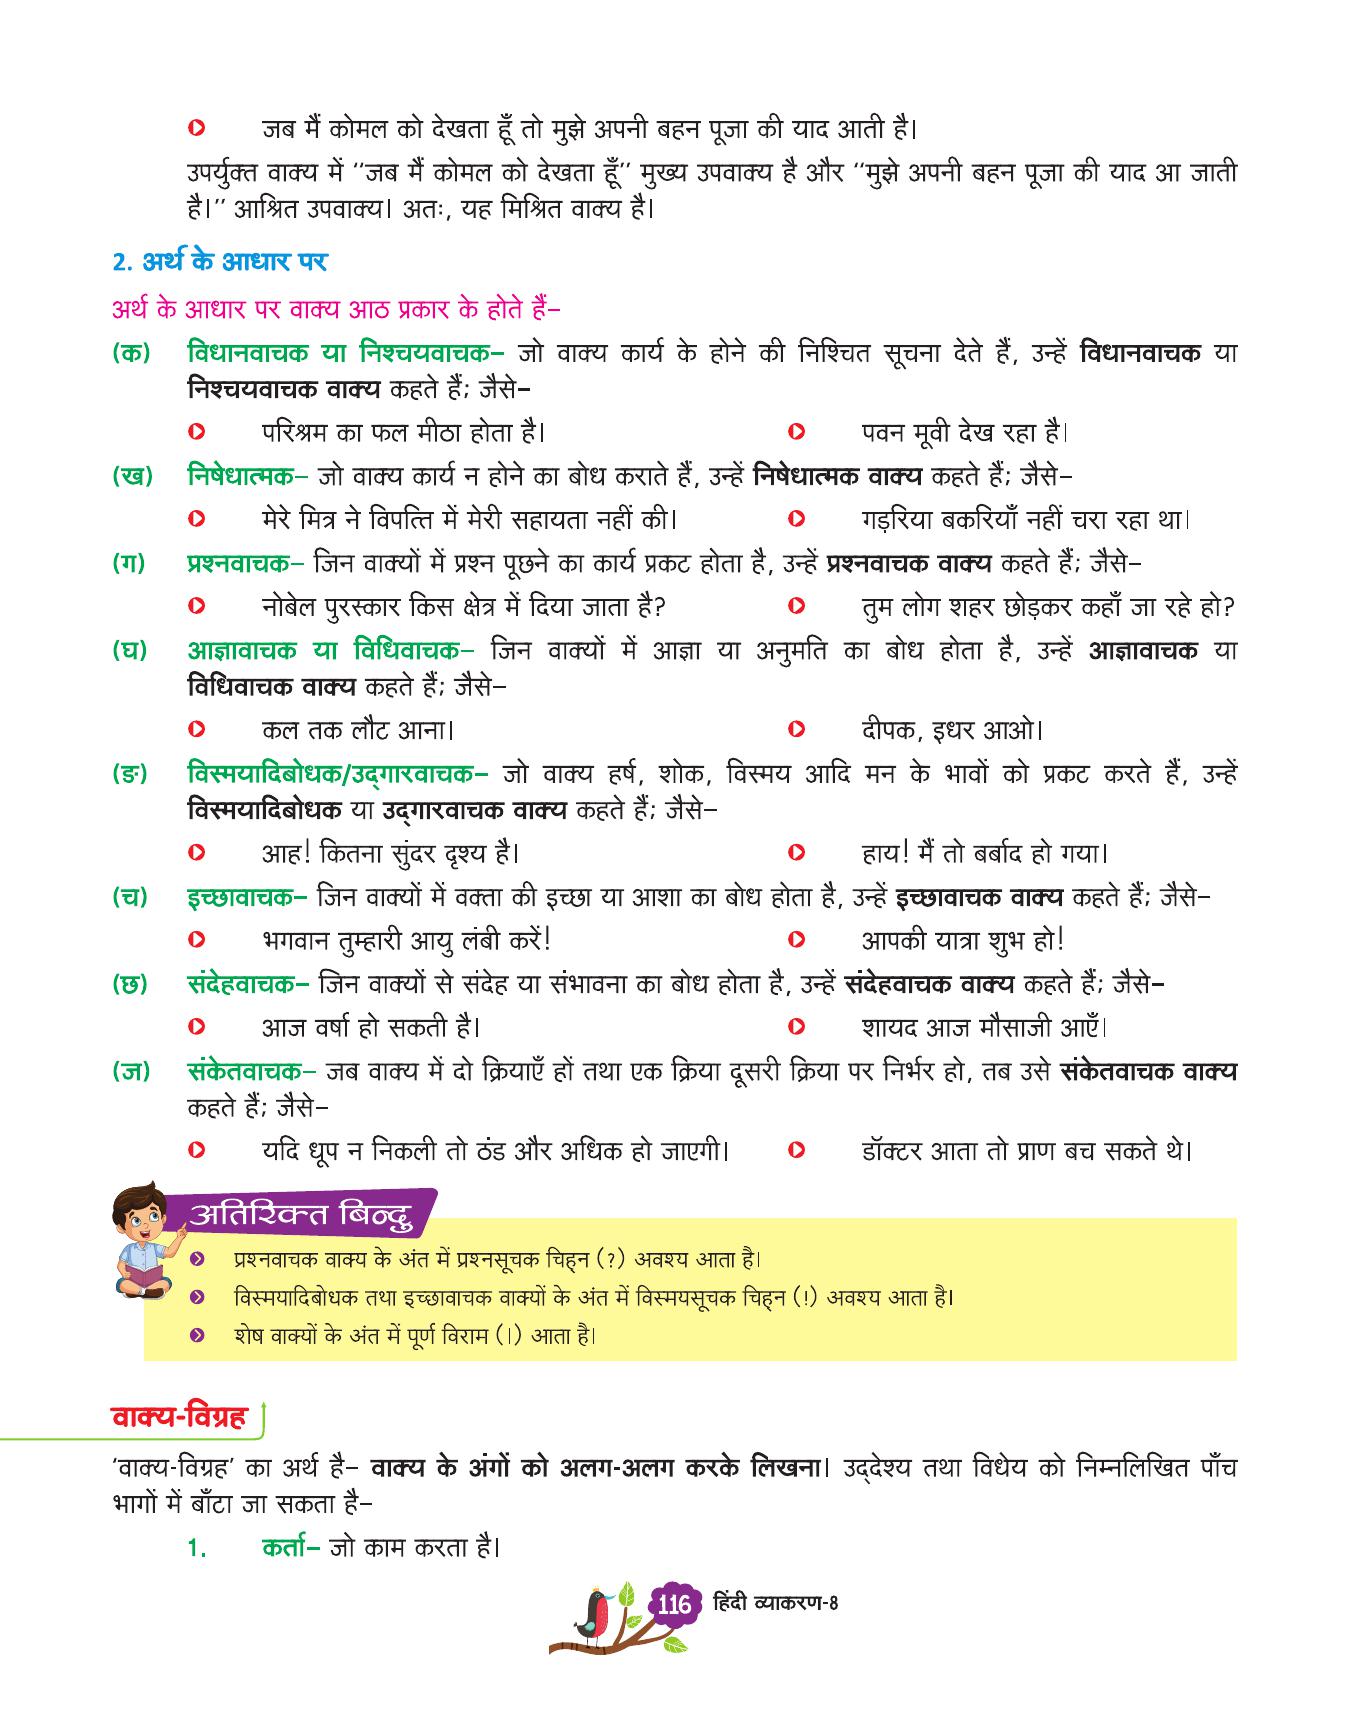 जब मैं कोमल को देखता हूँ तो मुझे अपनी बहन पूजा की याद आती है।
उपर्युक्त वाक्य में ‘‘जब मैं कोमल को देखता हूँ’’ मुख्य उपवाक्य है और ‘‘मुझे अपनी बहन पूजा की याद आ जाती
है।’’ आश्रित उपवाक्य। अतः, यह मिश्रित वाक्य है।
2. अर्थ के आधार पर
अर्थ के आधार पर वाक्य आठ प्रकार के होते हैं–
(क) विधानवाचक या निश्चयवाचक– जो वाक्य कार्य के होने की निश्चित सूचना देते हैं, उन्हें विधानवाचक या
निश्चयवाचक वाक्य कहते हैं; जैसे–
परिश्रम का फल मीठा होता है। पवन मूवी देख रहा है।
(ख) निषेधात्मक– जो वाक्य कार्य न होने का बोध कराते हैं, उन्हें निषेधात्मक वाक्य कहते हैं; जैसे–
मेरे मित्र ने विपत्ति में मेरी सहायता नहीं की। गड़रिया बकरियाँ नहीं चरा रहा था।
(ग) प्रश्नवाचक– जिन वाक्यों में प्रश्न पूछने का कार्य प्रकट होता है, उन्हें प्रश्नवाचक वाक्य कहते हैं; जैसे–
नोबेल पुरस्कार किस क्षेत्र में दिया जाता है? तुम लोग शहर छोड़कर कहाँ जा रहे हो?
(घ) आज्ञावाचक या विधिवाचक– जिन वाक्यों में आज्ञा या अनुमति का बोध होता है, उन्हें आज्ञावाचक या
विधिवाचक वाक्य कहते हैं; जैसे–
कल तक लौट आना। दीपक, इधर आओ।
(ङ) विस्मयादिबोधक/उद्‌गारवाचक– जो वाक्य हर्ष, शोक, विस्मय आदि मन के भावों को प्रकट करते हैं, उन्हें
विस्मयादिबोधक या उद्‌गारवाचक वाक्य कहते हैं; जैसे–
आह! कितना सुंदर दृश्य है। हाय! मैं तो बर्बाद हो गया।
(च) इच्छावाचक– जिन वाक्यों में वक्ता की इच्छा या आशा का बोध होता है, उन्हें इच्छावाचक वाक्य कहते हैं; जैसे–
भगवान तुम्हारी आयु लंबी करें! आपकी यात्रा शुभ हो!
(छ) संदेहवाचक– जिन वाक्यों से संदेह या संभावना का बोध होता है, उन्हें संदेहवाचक वाक्य कहते हैं; जैसे–
आज वर्षा हो सकती है। शायद आज मौसाजी आएँ।
(ज) संकेतवाचक– जब वाक्य में दो क्रियाएँ हों तथा एक क्रिया दूसरी क्रिया पर निर्भर हो, तब उसे संकेतवाचक वाक्य
कहते हैं; जैसे–
यदि धूप न निकली तो ठंड और अधिक हो जाएगी। डॉक्टर आता तो प्राण बच सकते थे।
अतिरिक्त बिन्दु
प्रश्नवाचक वाक्य के अंत में प्रश्नसूचक चिह्न (?) अवश्य आता है।
विस्मयादिबोधक तथा इच्छावाचक वाक्यों के अंत में विस्मयसूचक चिह्न (!) अवश्य आता है।
शेष वाक्यों के अंत में पूर्ण विराम (।) आता है।
वाक्य-विग्रह
‘वाक्य-विग्रह’ का अर्थ है– वाक्य के अंगों को अलग-अलग करके लिखना। उद्‌देश्य तथा विधेय को निम्नलिखित पाँच
भागों में बाँटा जा सकता है–
1. कर्ता– जो काम करता है।
116 हिंदी व्याकरण-8